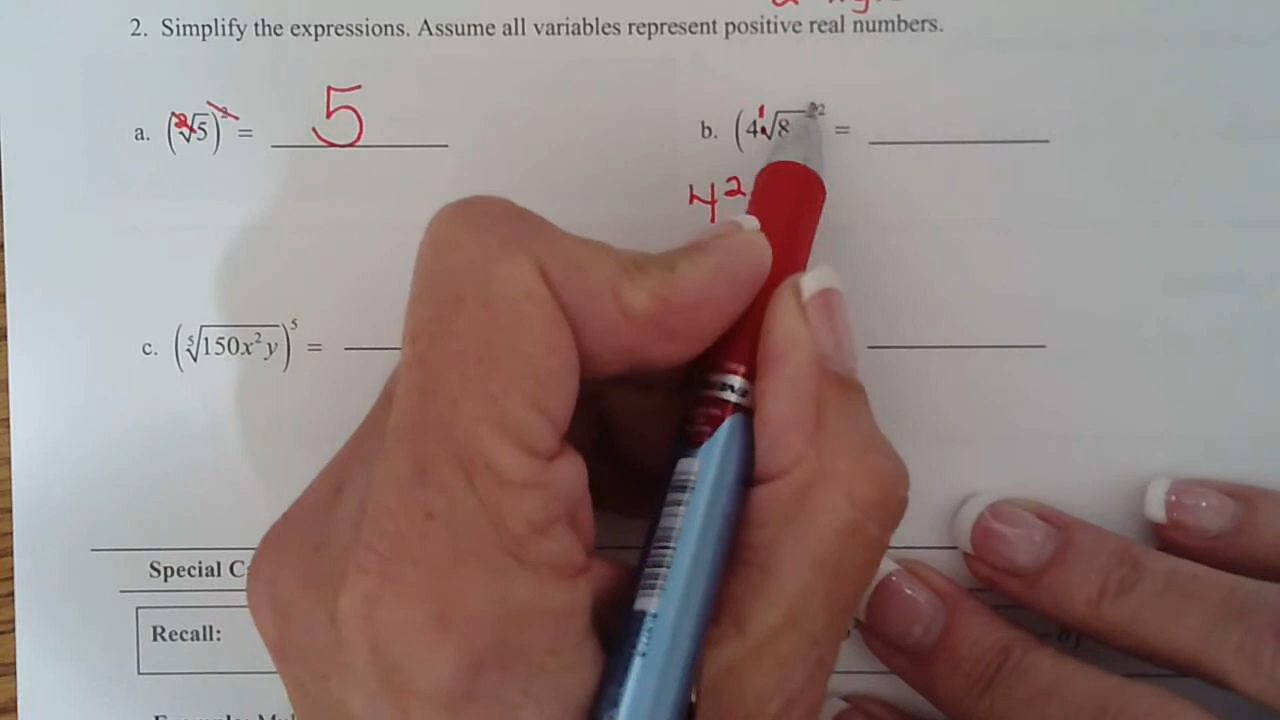 2. Simplify the expressions. Assume all variables represent positive real numbers.
a. (²√5)² = 5
b. (4√8 )² =
4²
c. (⁵√150x²y)⁵ =
Special C
Recall: